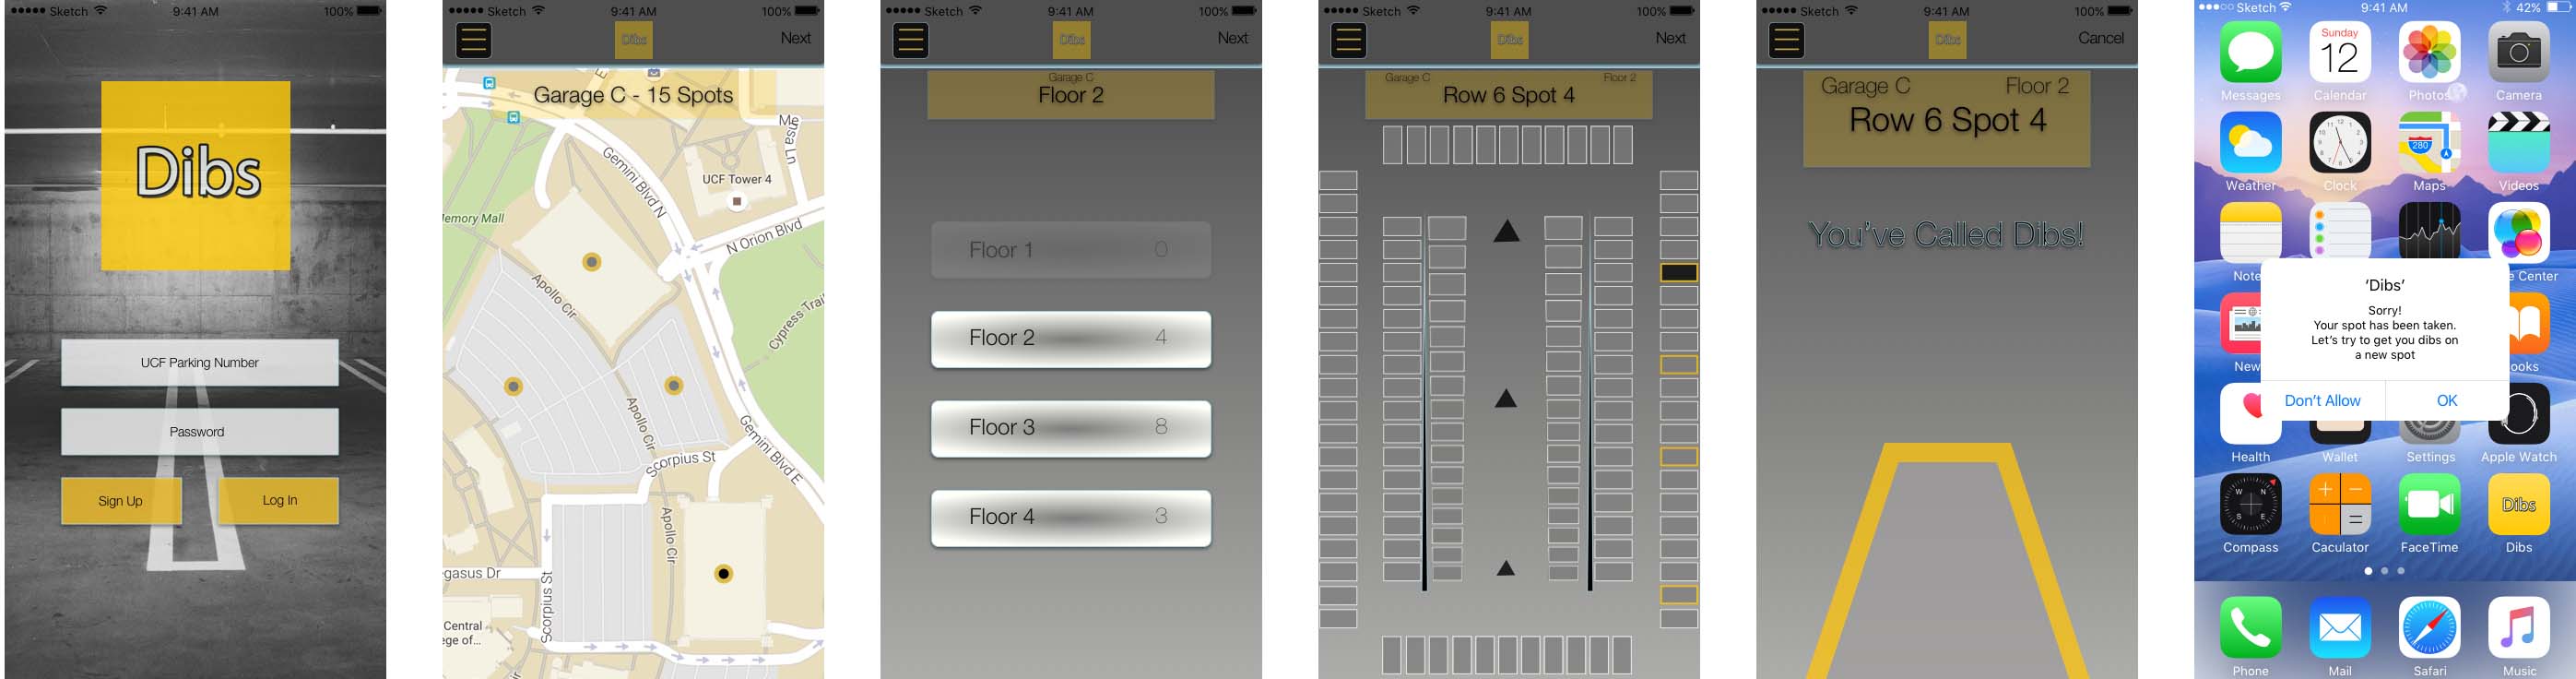 Sketch 9:41 AM 100%
Dibs
UCF Parking Number
Password
Sign Up Log In
Sketch 9:41 AM 100%
Dibs Next
Garage C - 15 Spots
Gemini Blvd N
UCF Tower 4
emory Mall
N Orion Blvd
Apollo Cir
Cypress Trai
Apollo Cir
Gemini Blvd E
Scorpius St
Apollo Cir
egasus Dr
Scorpius St
Central
ege of...
Sketch 9:41 AM 100%
Dibs Next
Garage C
Floor 2
Floor 1 0
Floor 2 4
Floor 3 8
Floor 4 3
Sketch 9:41 AM 100%
Dibs Next
Garage C Floor 2
Row 6 Spot 4
Sketch 9:41 AM 100%
Dibs Cancel
Garage C Floor 2
Row 6 Spot 4
You've Called Dibs!
Sketch 9:41 AM 42%
Sunday
12
Messages Calendar Photos Camera
280
Weather Clock Maps Videos
Note e Center
'Dibs'
Sorry!
Your spot has been taken.
Let's try to get you dibs on
a new spot
Don't Allow OK
New ooks
Health Wallet Settings Apple Watch
N W E S
Dibs
Compass Caculator FaceTime Dibs
Phone Mail Safari Music